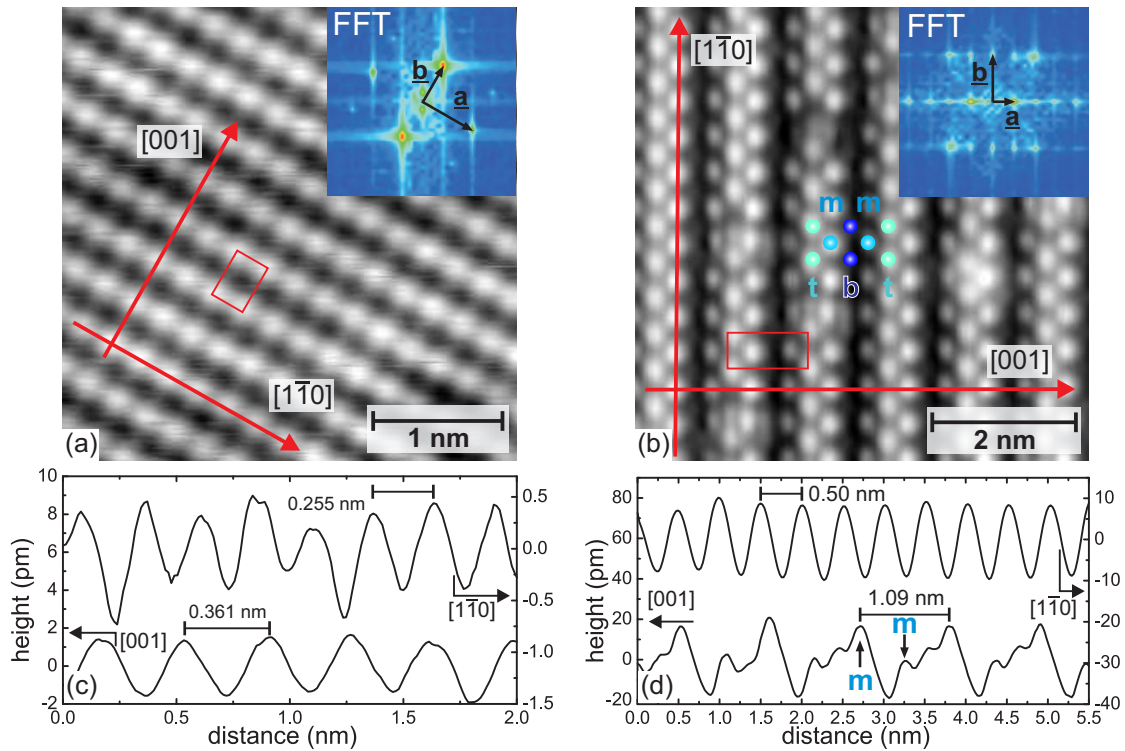 FFT
b
a
[001]
[11̅0]
(a)
1 nm
FFT
b
a
[11̅0]
m m
t b t
[001]
(b)
2 nm
10
8
6
4
2
0
-2
height (pm)
0.255 nm
0.361 nm
[001]
[11̅0]
0.5
0.0
-0.5
-1.0
-1.5
(c)
0.0 0.5 1.0 1.5 2.0
distance (nm)
80
60
40
20
0
-20
height (pm)
0.50 nm
1.09 nm
[001]
[11̅0]
m
m
10
0
-10
-20
-30
-40
(d)
0.0 0.5 1.0 1.5 2.0 2.5 3.0 3.5 4.0 4.5 5.0 5.5
distance (nm)